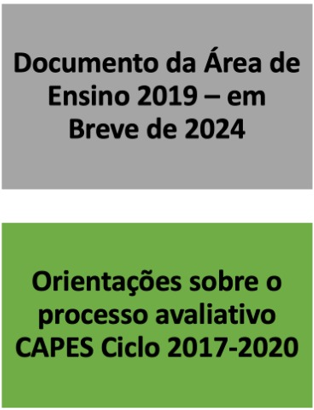 Documento da Área de
Ensino 2019 – em
Breve de 2024
Orientações sobre o
processo avaliativo
CAPES Ciclo 2017-2020